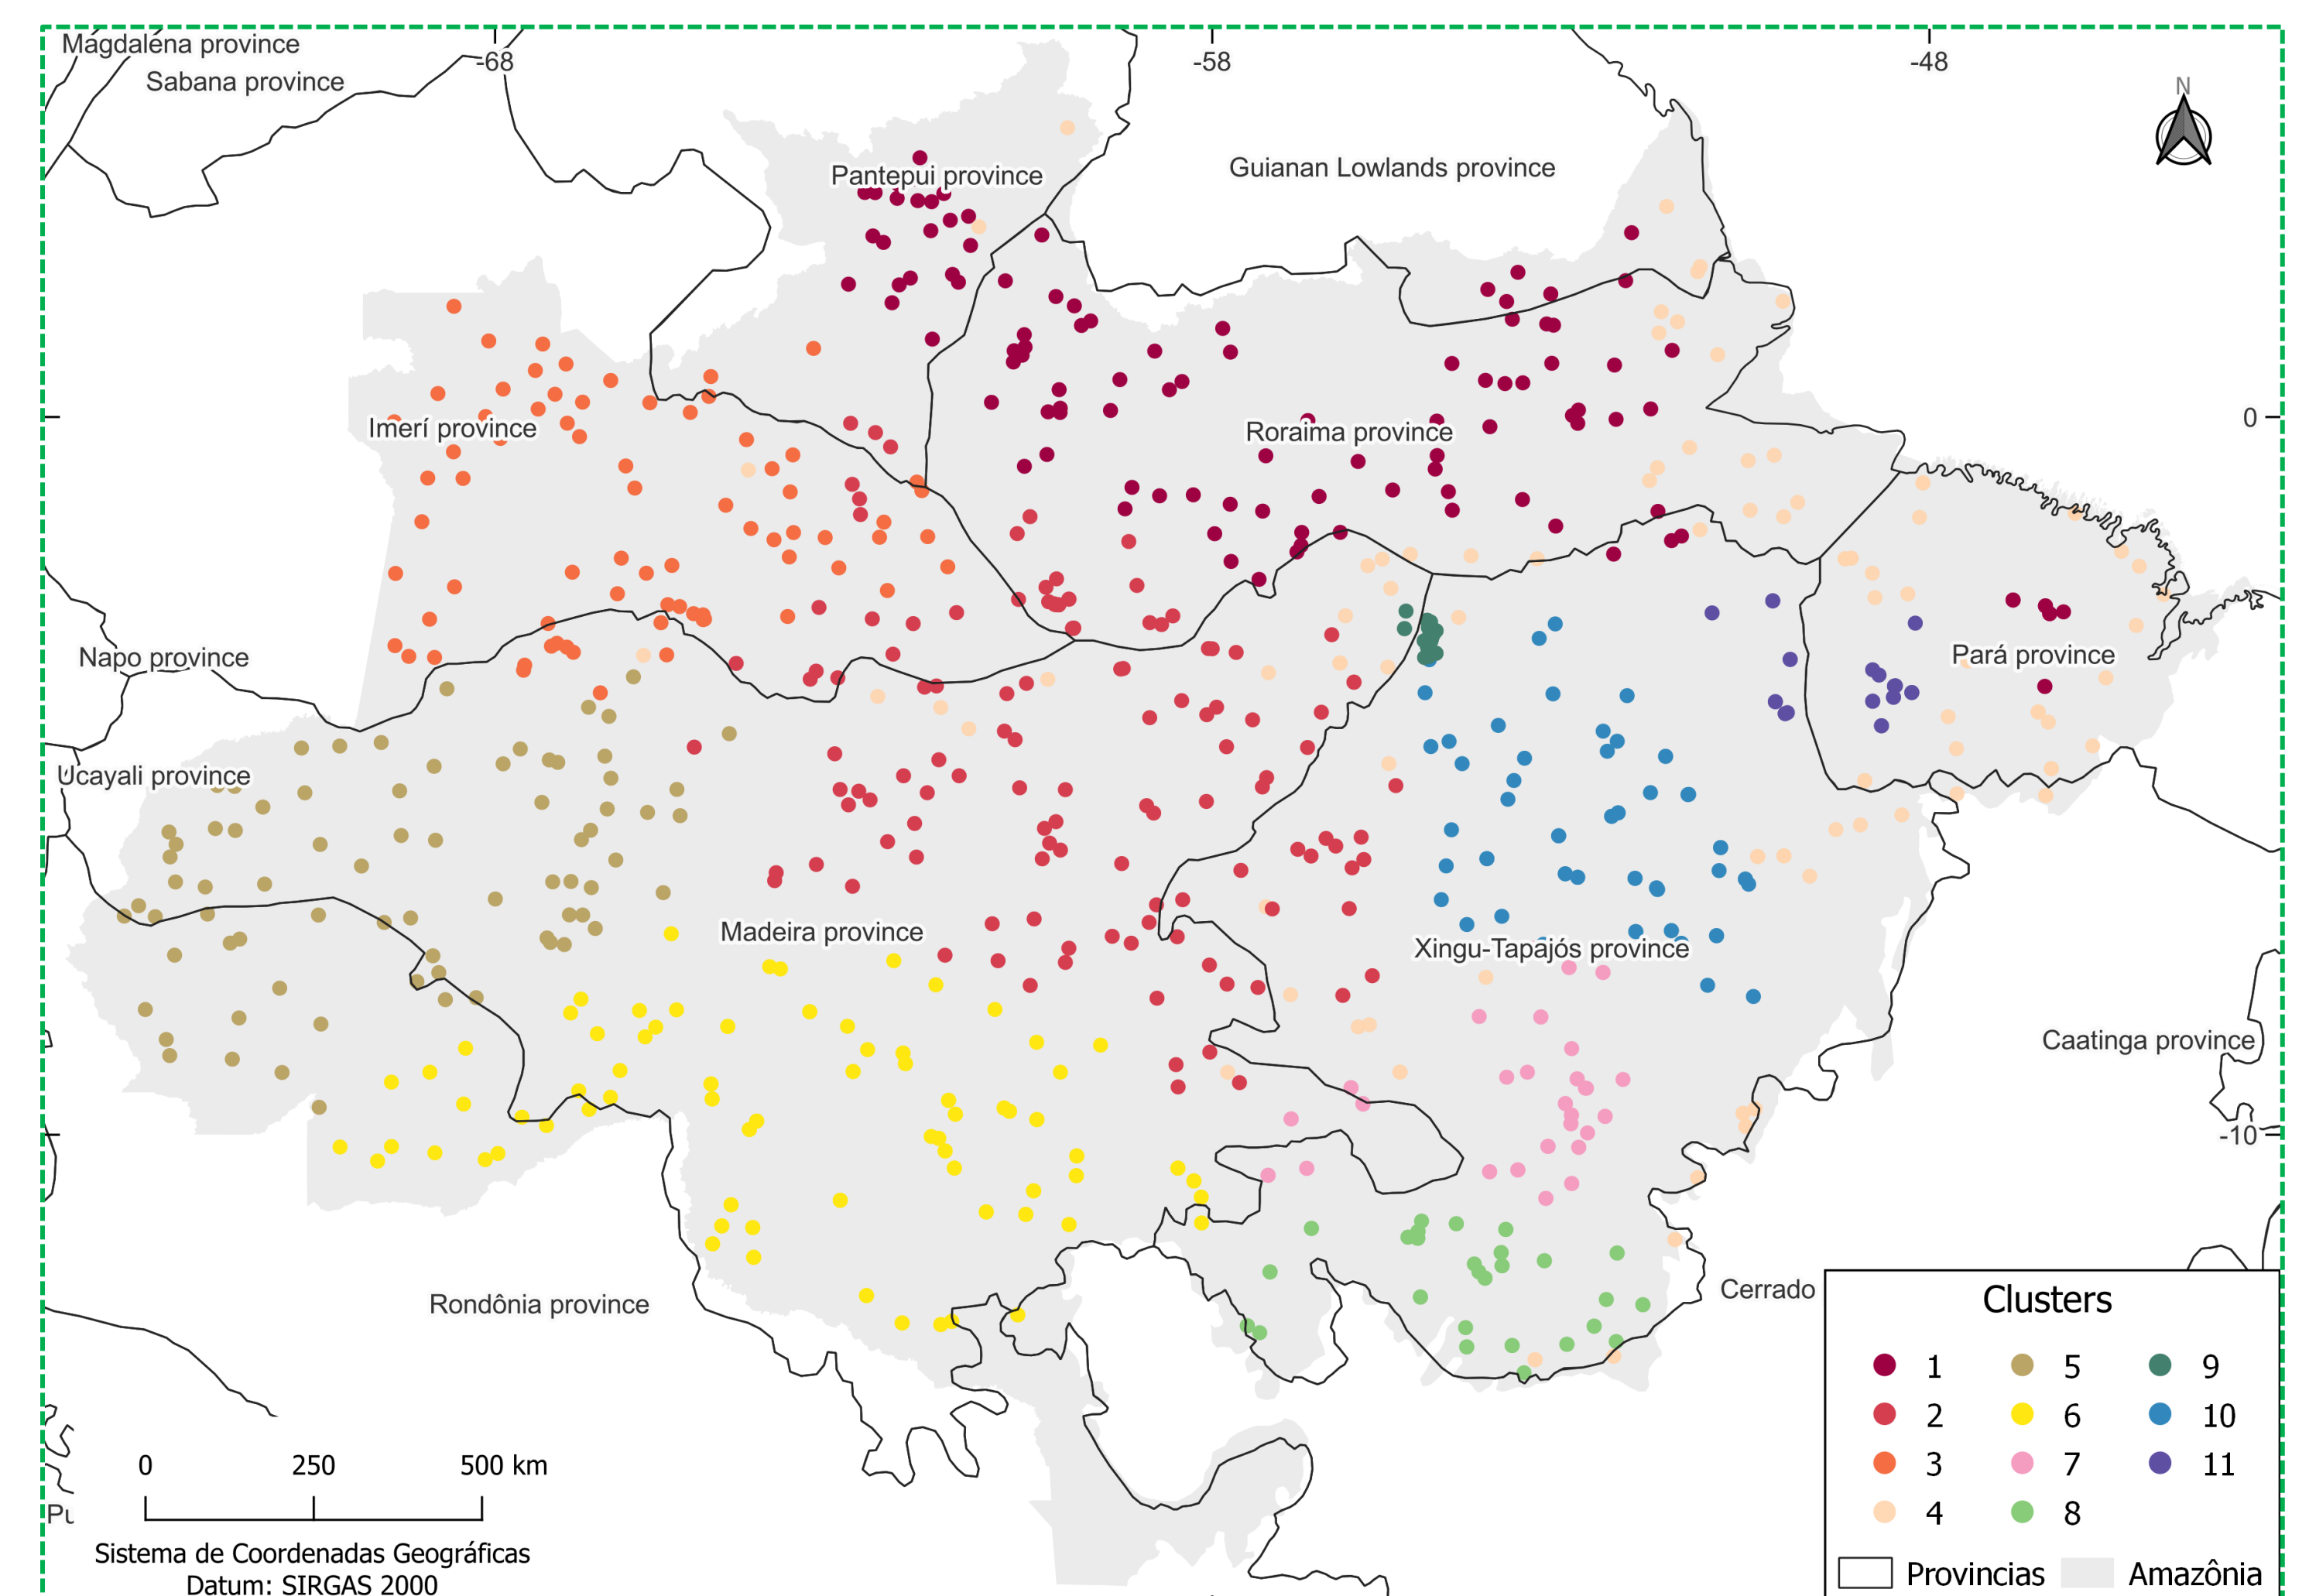 Magdalena province
Sabana province
-68
-58
-48
N
Pantepui province
Guianan Lowlands province
Imerí province
Roraima province
0
Napo province
Pará province
Ucayali province
Madeira province
Xingu-Tapajós province
Caatinga province
-10
Rondônia province
Cerrado
Clusters
1 5 9
2 6 10
3 7 11
4 8
Provincias Amazônia
0 250 500 km
Pu
Sistema de Coordenadas Geográficas
Datum: SIRGAS 2000